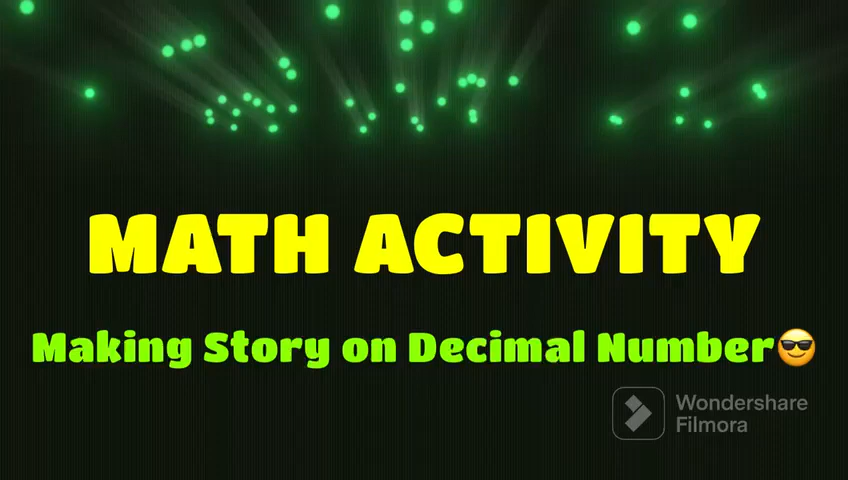 MATH ACTIVITY
Making Story on Decimal Number😎
Wondershare
Filmora